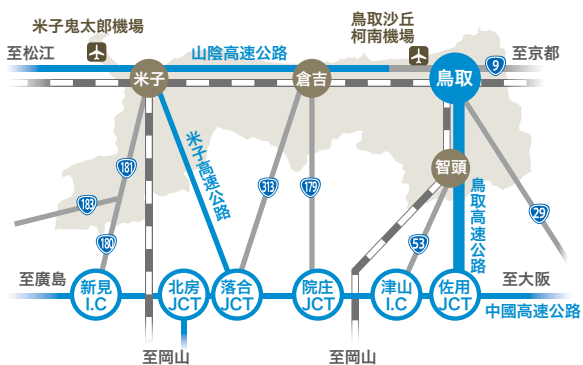 米子鬼太郎機場
鳥取沙丘
柯南機場
至松江
山陰高速公路
至京都
9
米子
倉吉
鳥取
米子高速公路
智頭
181
313
179
鳥取高速公路
183
29
180
53
至廣島
至大阪
新見
I.C
北房
JCT
落合
JCT
院庄
JCT
津山
I.C
佐用
JCT
中國高速公路
至岡山
至岡山